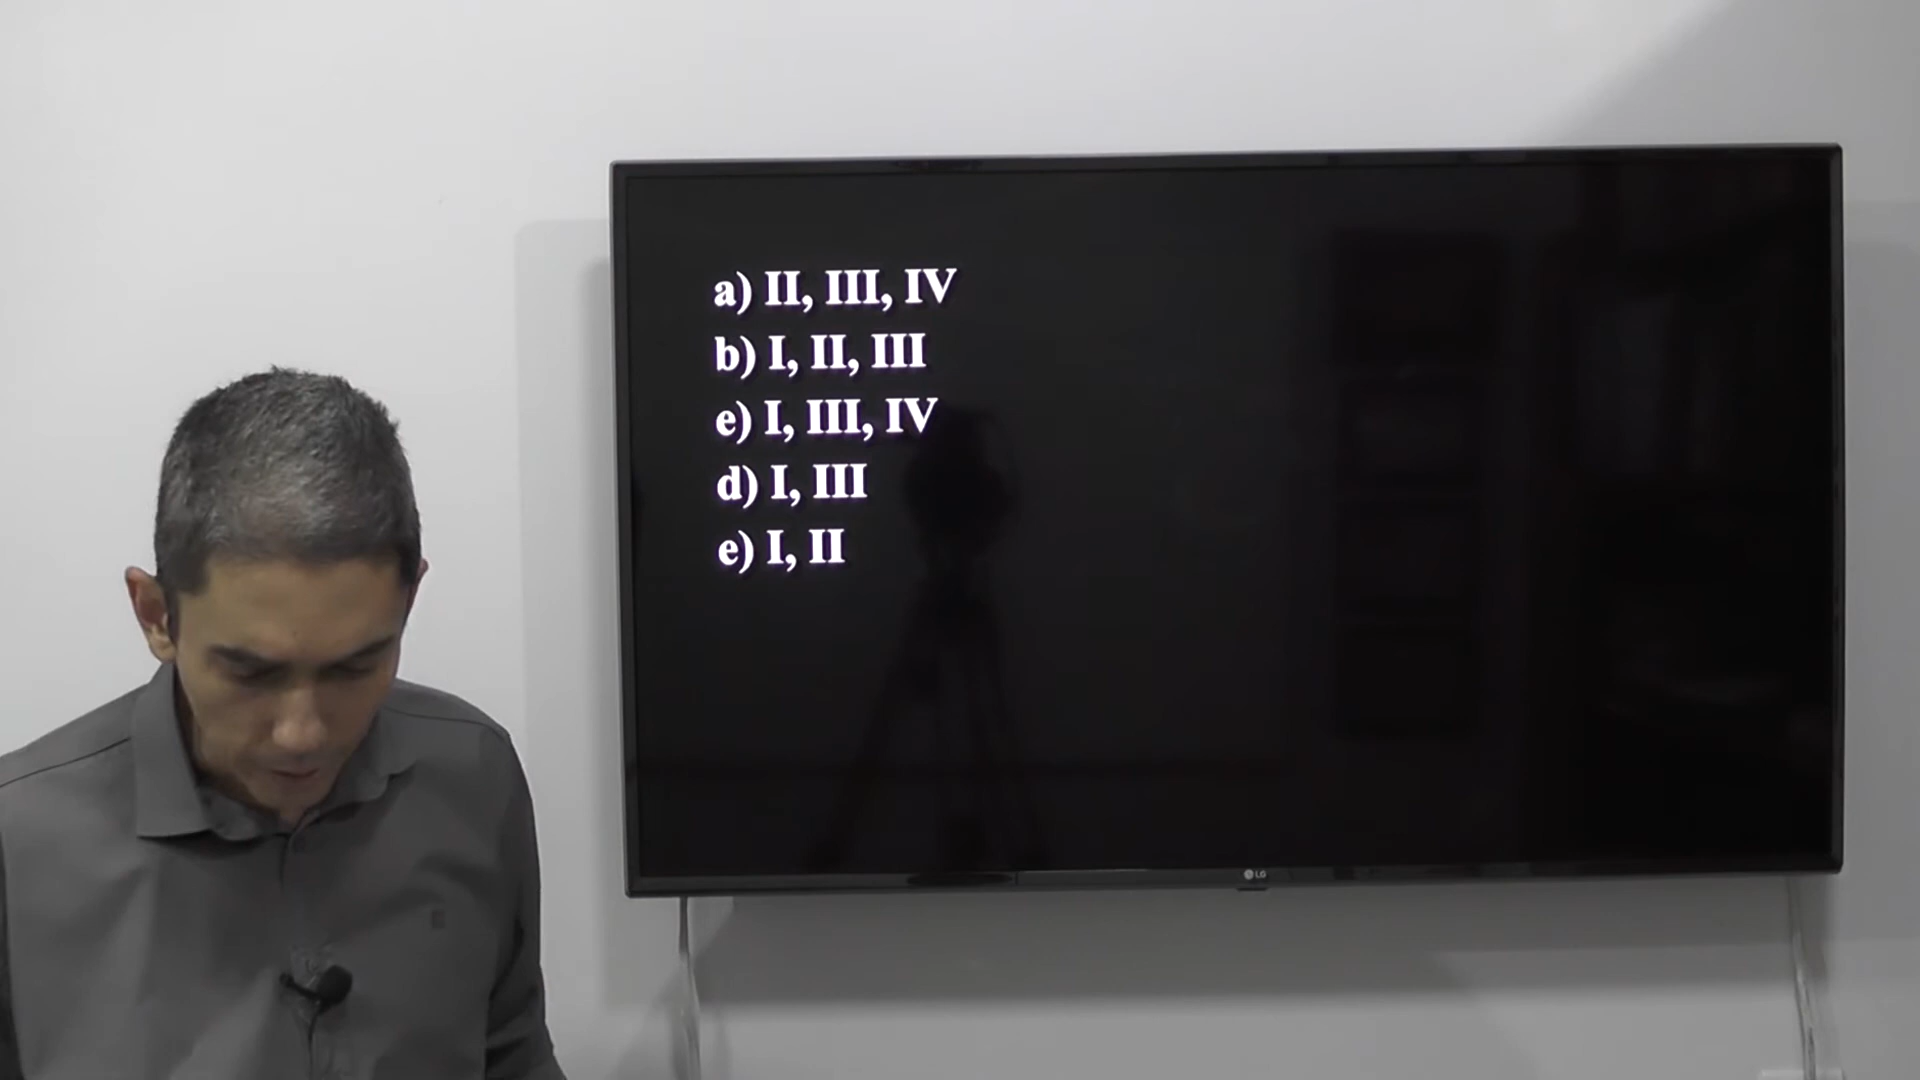 a) II, III, IV
b) I, II, III
e) I, III, IV
d) I, III
e) I, II
LG